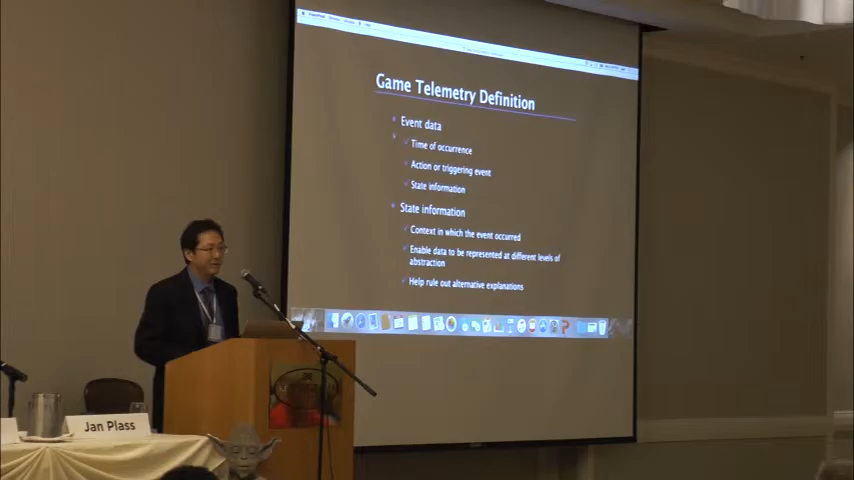 Game Telemetry Definition
Event data
Time of occurrence
Action or triggering event
State information
State information
Context in which the event occurred
Enable data to be represented at different levels of
abstraction
Help rule out alternative explanations
Jan Plass